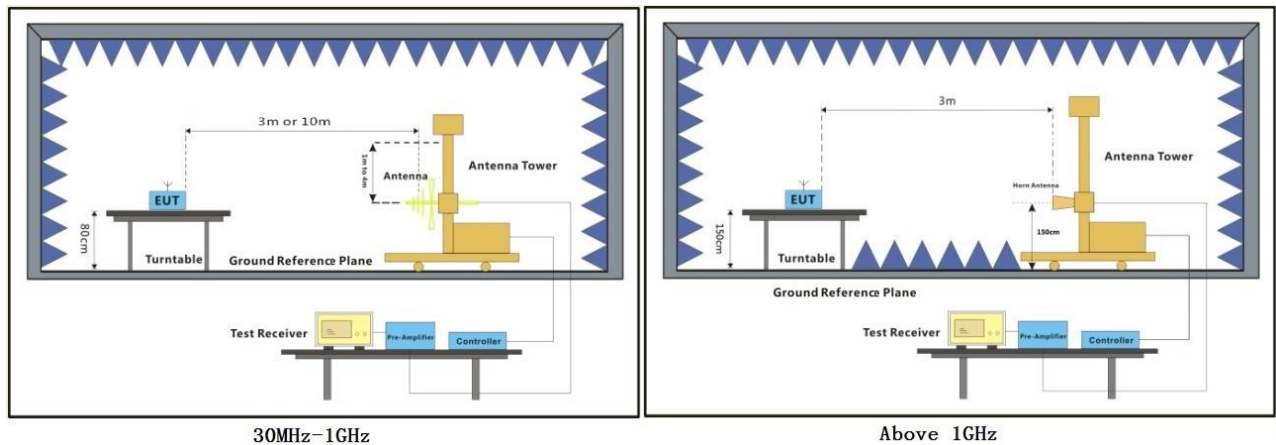 3m or 10m
1m to 4m
Antenna
Antenna Tower
EUT
80cm
Turntable
Ground Reference Plane
Test Receiver
Pre-Amplifier
Controller
30MHz-1GHz
3m
Antenna Tower
Horn Antenna
EUT
150cm
150cm
Turntable
Ground Reference Plane
Test Receiver
Pre-Amplifier
Controller
Above 1GHz